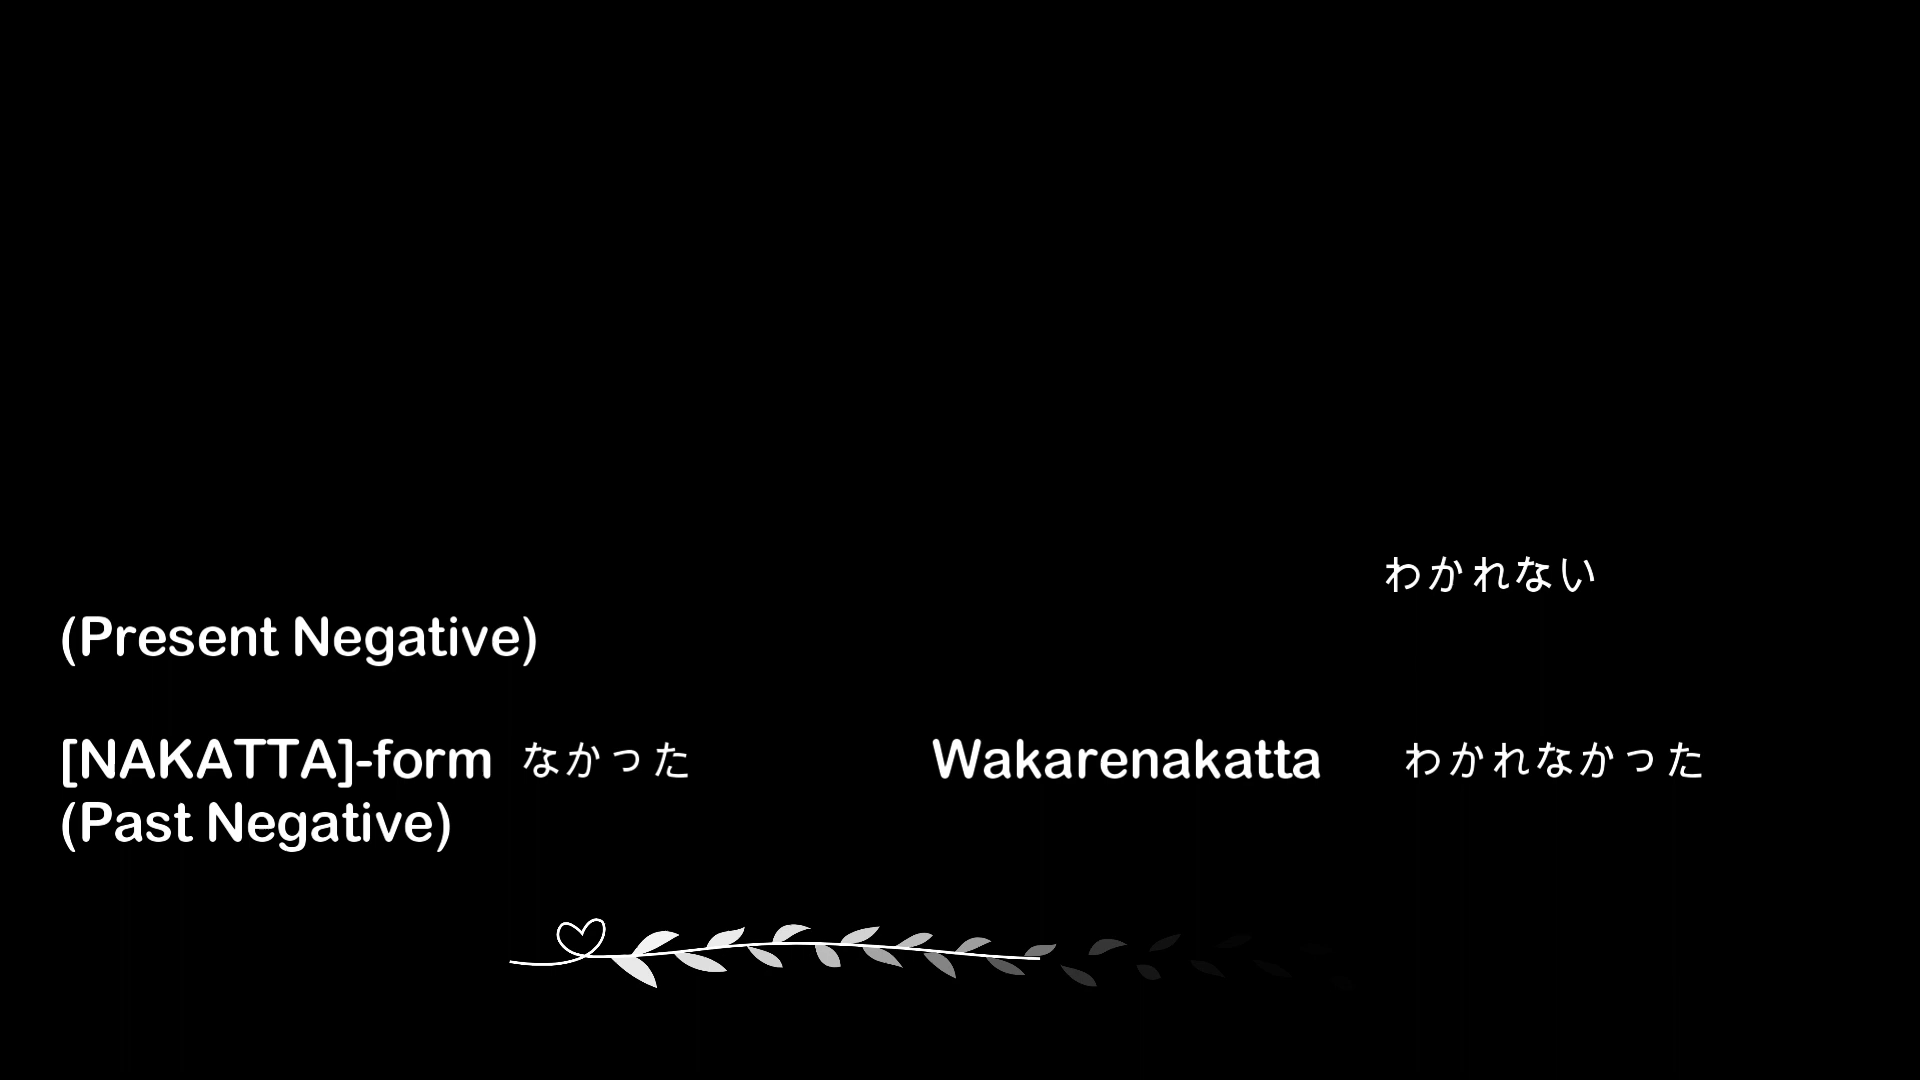 わかれない
(Present Negative)
[NAKATTA]-form なかった Wakarenakatta わかれなかった
(Past Negative)